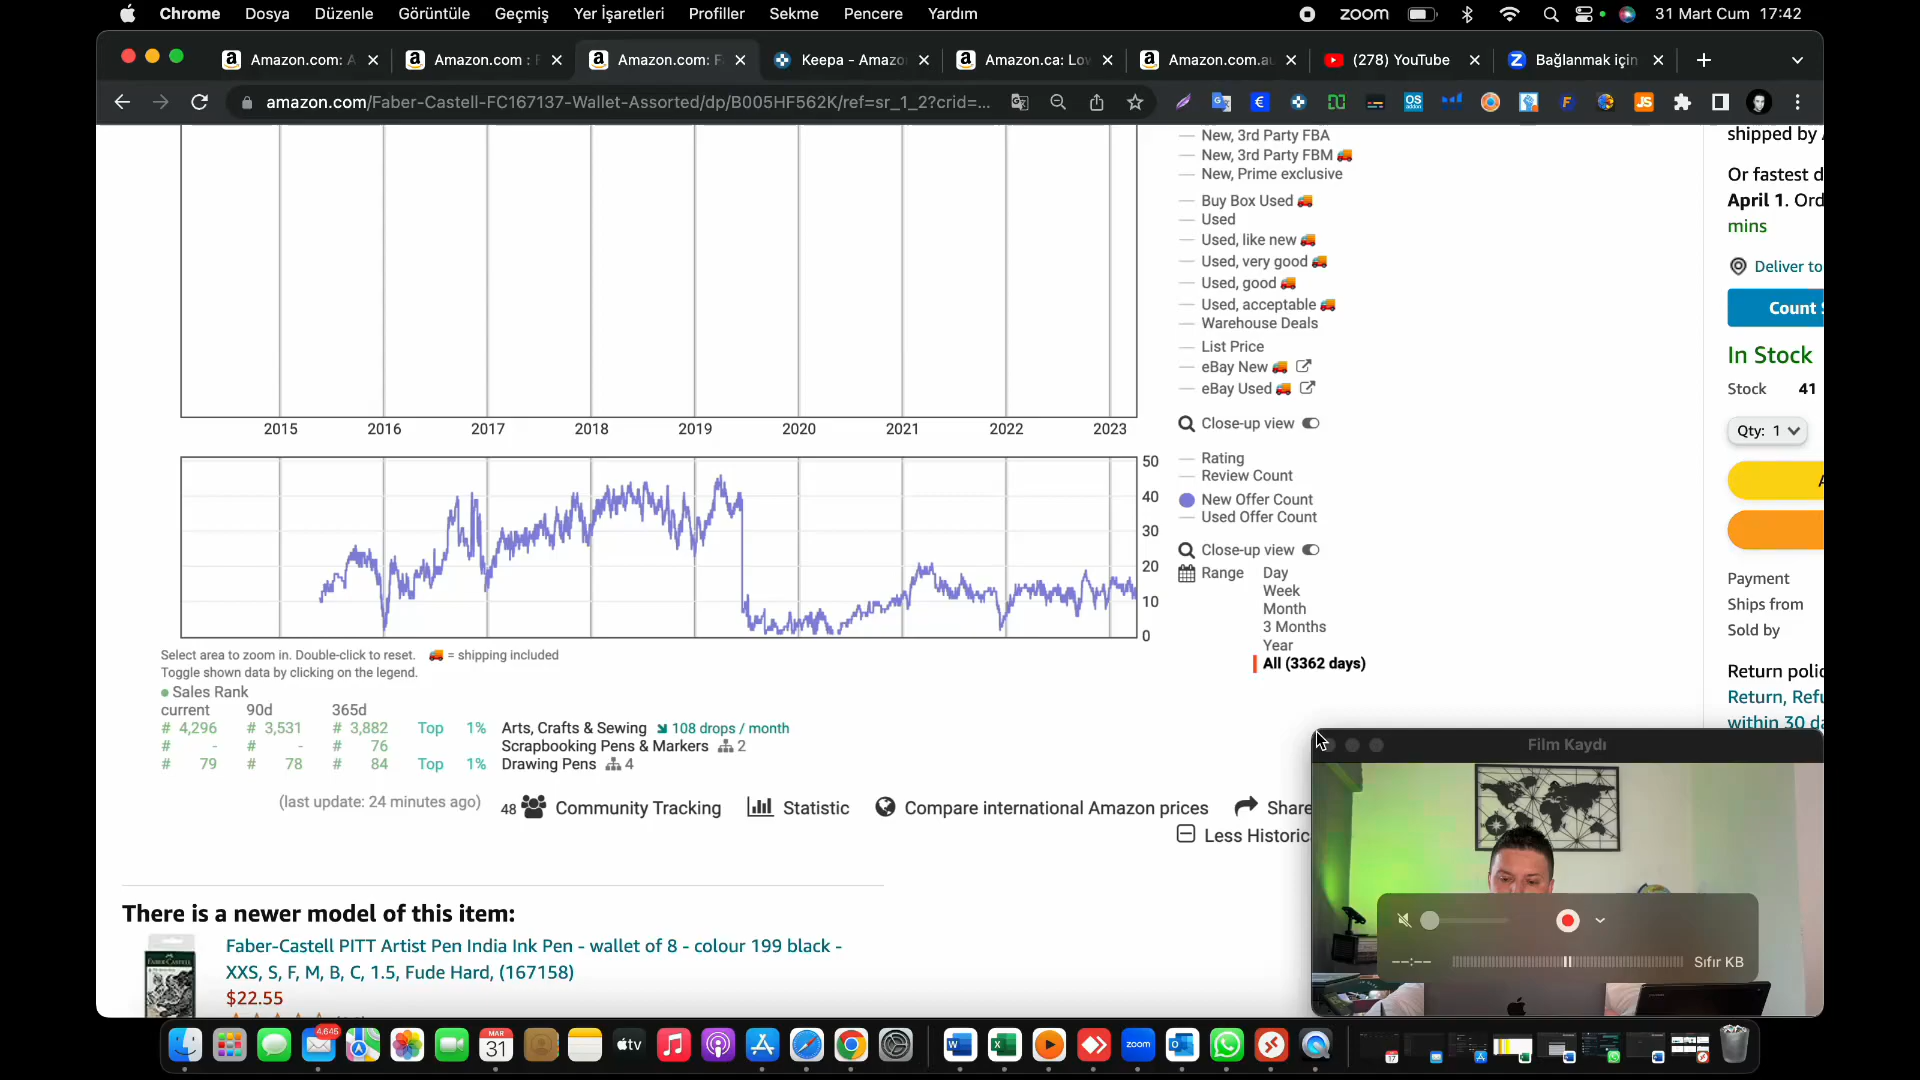 Chrome Dosya Düzenle Görüntüle Geçmiş Yer İşaretleri Profiller Sekme Pencere Yardım zoom 31 Mart Cum 17:42
Amazon.com: A Amazon.com : F Amazon.com: F Keepa - Amazo Amazon.ca: Lo Amazon.com.au (278) YouTube Bağlanmak için
amazon.com/Faber-Castell-FC167137-Wallet-Assorted/dp/B005HF562K/ref=sr_1_2?crid=...
New, 3rd Party FBA
New, 3rd Party FBM
New, Prime exclusive
Buy Box Used
Used
Used, like new
Used, very good
Used, good
Used, acceptable
Warehouse Deals
List Price
eBay New
eBay Used
2015 2016 2017 2018 2019 2020 2021 2022 2023
Close-up view
50
40
30
20
10
0
Rating
Review Count
New Offer Count
Used Offer Count
Close-up view
Range Day
Week
Month
3 Months
Year
All (3362 days)
Select area to zoom in. Double-click to reset. = shipping included
Toggle shown data by clicking on the legend.
Sales Rank
current 90d 365d
# 4,296 # 3,531 # 3,882 Top 1% Arts, Crafts & Sewing 108 drops / month
# - # - # 76 Scrapbooking Pens & Markers 2
# 79 # 78 # 84 Top 1% Drawing Pens 4
(last update: 24 minutes ago) 48 Community Tracking Statistic Compare international Amazon prices Share
Less Historic
There is a newer model of this item:
Faber-Castell PITT Artist Pen India Ink Pen - wallet of 8 - colour 199 black -
XXS, S, F, M, B, C, 1.5, Fude Hard, (167158)
$22.55
shipped by
Or fastest d
April 1. Ord
mins
Deliver to
Count
In Stock
Stock 41
Qty: 1
A
Payment
Ships from
Sold by
Return polic
Return, Refu
within 30 da
Film Kaydı
--:-- Sıfır KB
4.645
MAR
31
tv
zoom
17